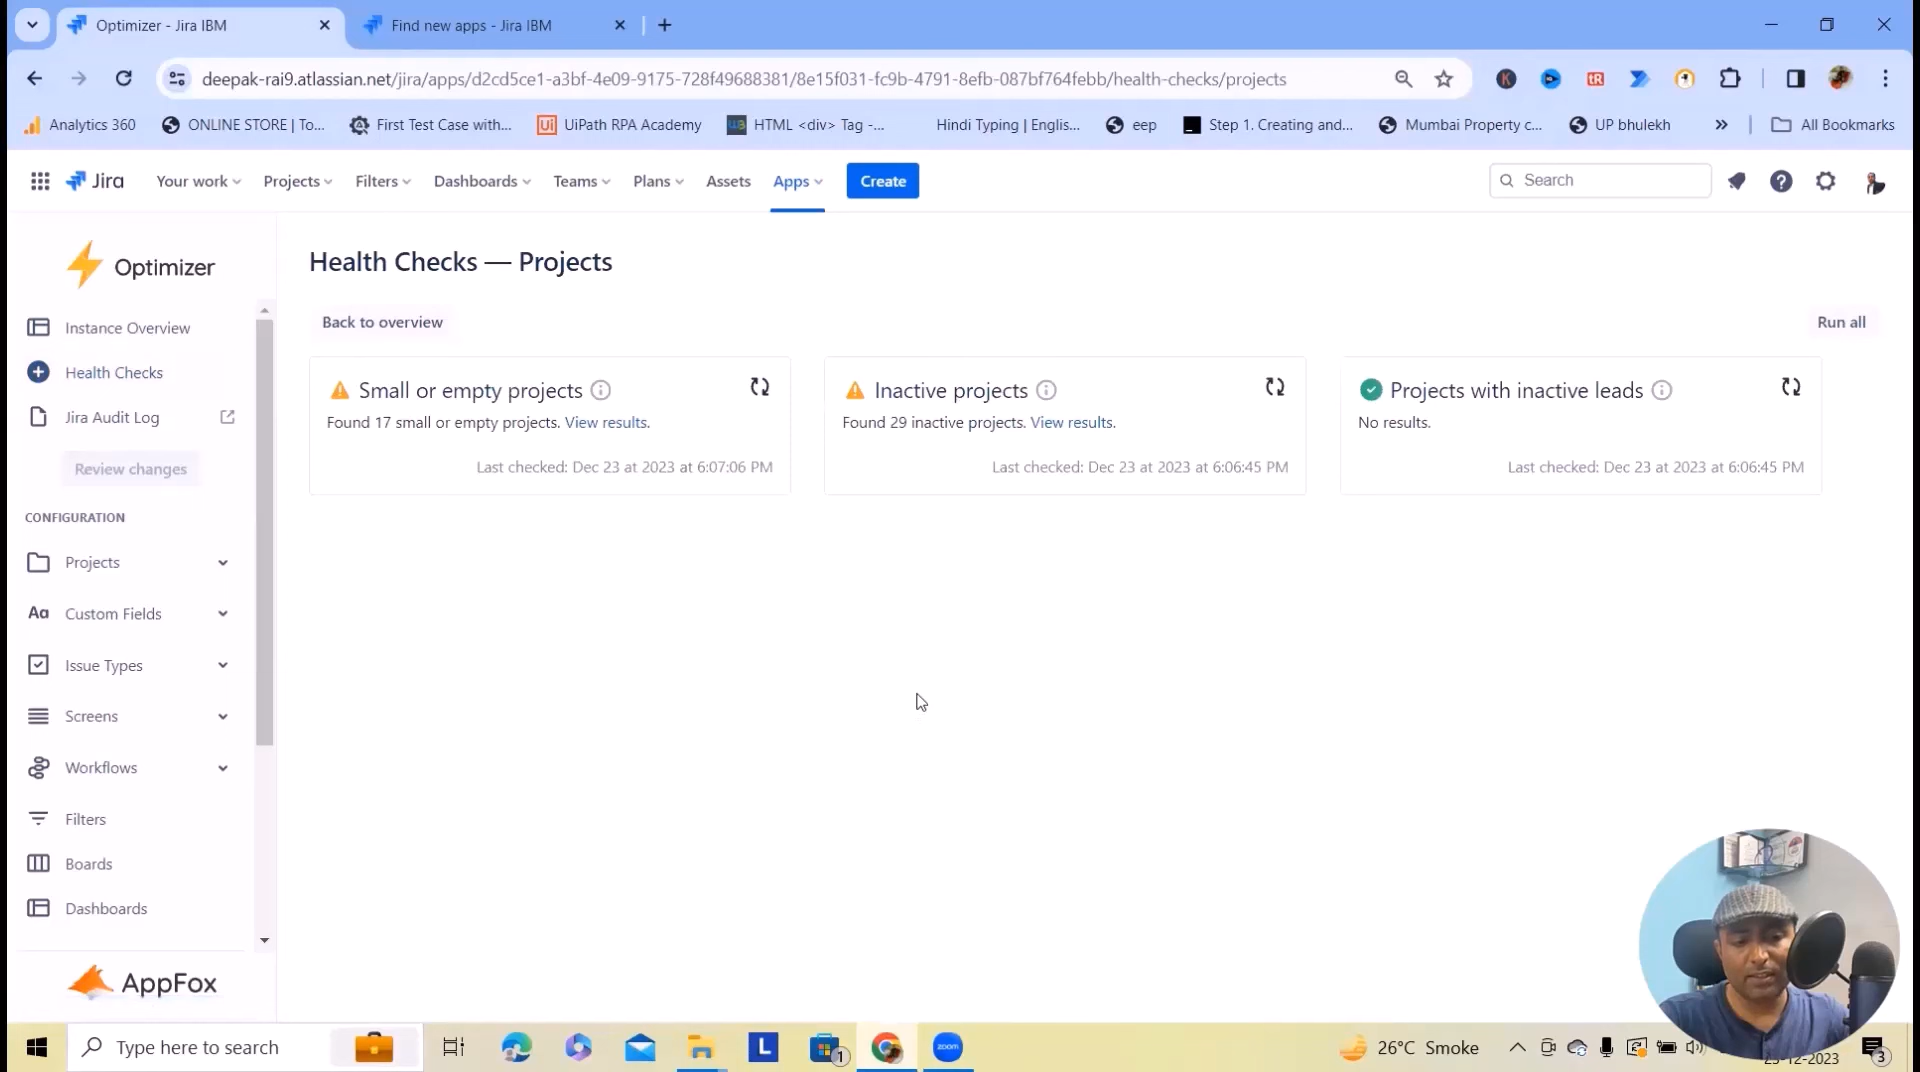 Optimizer - Jira IBM
Find new apps - Jira IBM
deepak-rai9.atlassian.net/jira/apps/d2cd5ce1-a3bf-4e09-9175-728f49688381/8e15f031-fc9b-4791-8efb-087bf764febb/health-checks/projects
Analytics 360
ONLINE STORE | To...
First Test Case with...
UiPath RPA Academy
HTML <div> Tag -...
Hindi Typing | Englis...
eep
Step 1. Creating and...
Mumbai Property c...
UP bhulekh
All Bookmarks
Jira
Your work
Projects
Filters
Dashboards
Teams
Plans
Assets
Apps
Create
Search
Optimizer
Instance Overview
Health Checks
Jira Audit Log
Review changes
CONFIGURATION
Projects
Custom Fields
Issue Types
Screens
Workflows
Filters
Boards
Dashboards
AppFox
Health Checks — Projects
Back to overview
Run all
Small or empty projects
Found 17 small or empty projects. View results.
Last checked: Dec 23 at 2023 at 6:07:06 PM
Inactive projects
Found 29 inactive projects. View results.
Last checked: Dec 23 at 2023 at 6:06:45 PM
Projects with inactive leads
No results.
Last checked: Dec 23 at 2023 at 6:06:45 PM
Type here to search
L
1
zoom
26°C Smoke
23-12-2023
3